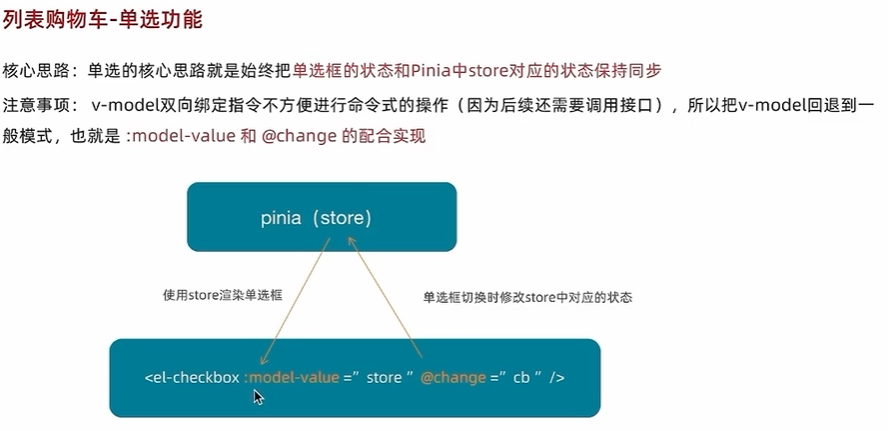 列表购物车-单选功能
核心思路：单选的核心思路就是始终把单选框的状态和Pinia中store对应的状态保持同步
注意事项： v-model双向绑定指令不方便进行命令式的操作（因为后续还需要调用接口），所以把v-model回退到一
般模式，也就是 :model-value 和 @change 的配合实现
pinia（store）
使用store渲染单选框
单选框切换时修改store中对应的状态
<el-checkbox :model-value =”store ” @change =”cb ” />